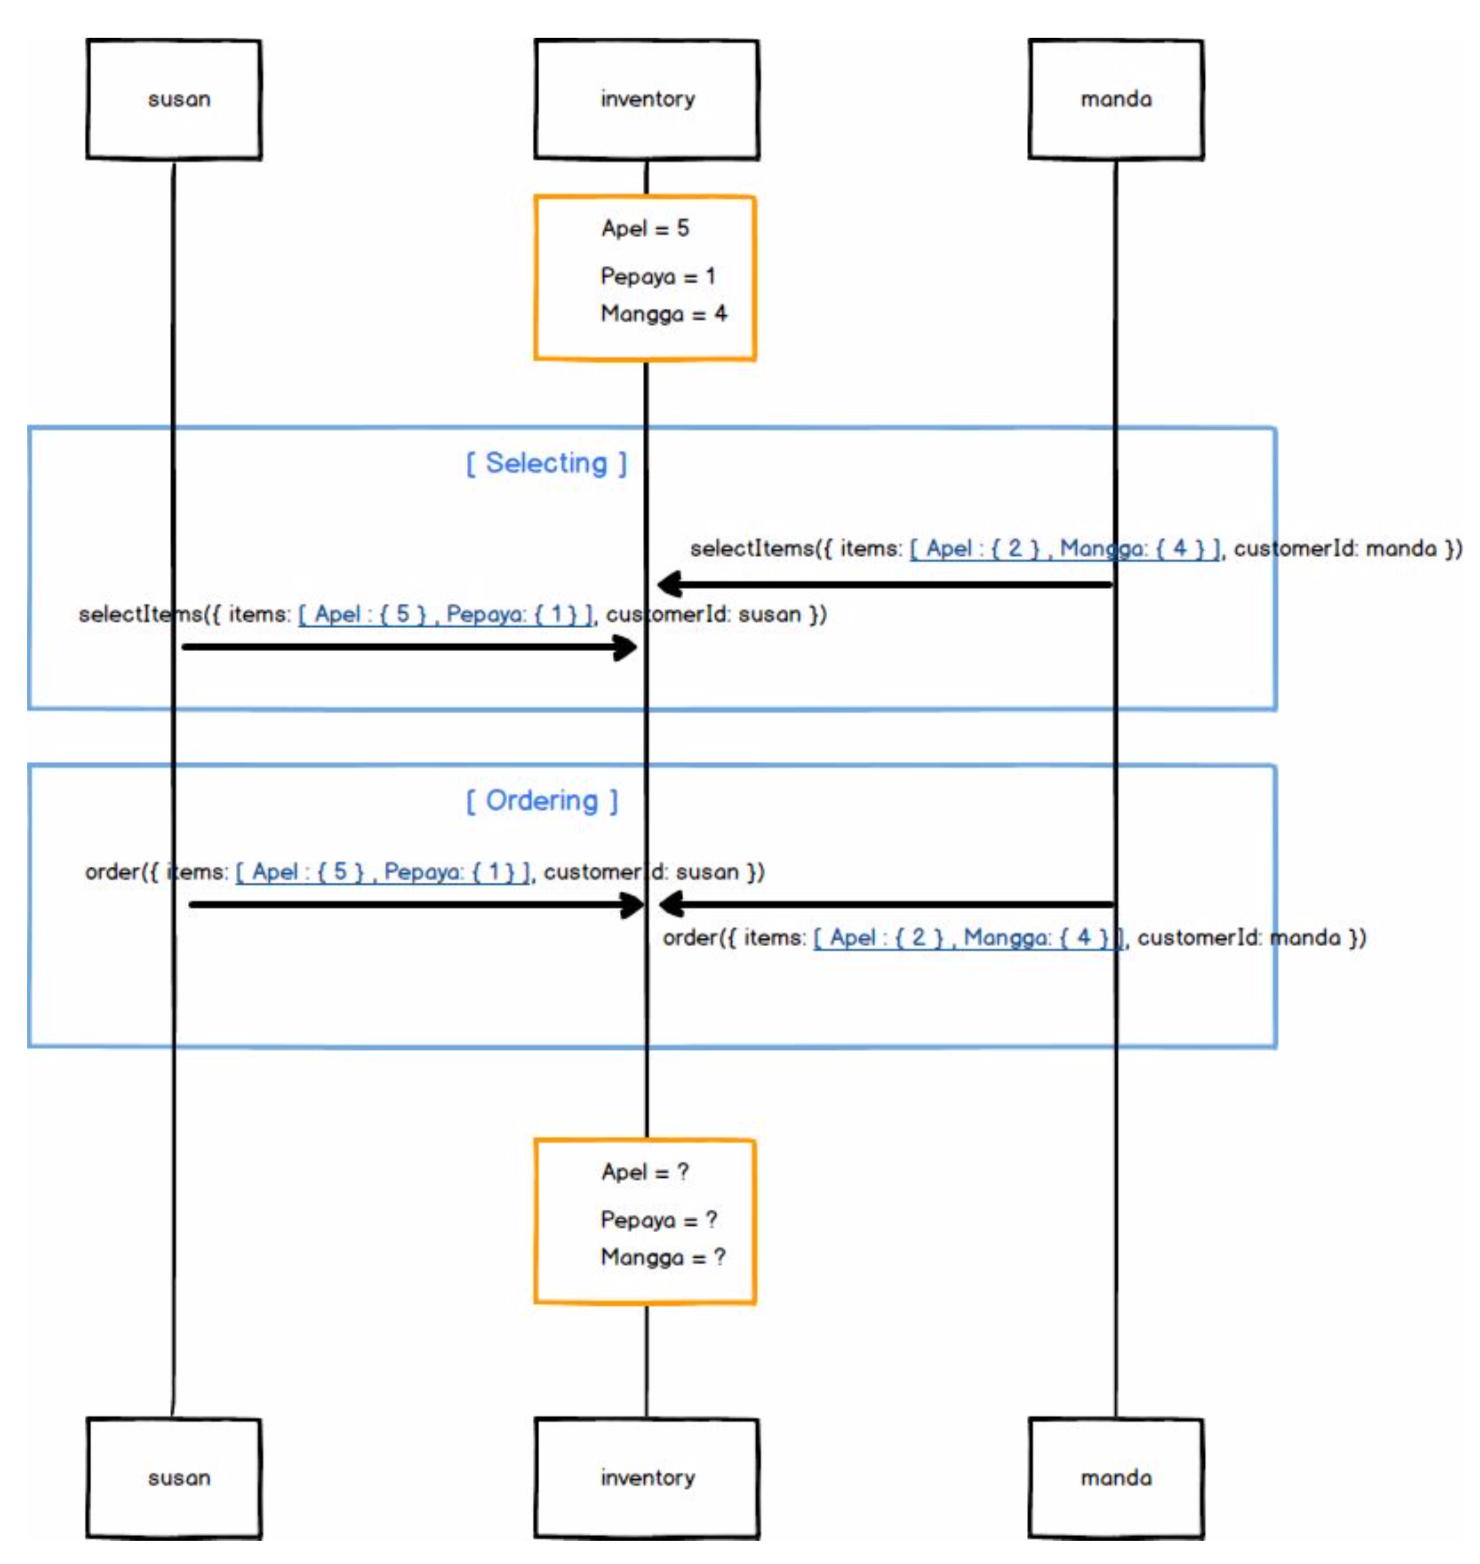 susan
inventory
manda
Apel = 5
Pepaya = 1
Mangga = 4
[ Selecting ]
selectItems({ items: [ Apel : { 2 } , Mangga: { 4 } ], customerId: manda })
selectItems({ items: [ Apel : { 5 } , Pepaya: { 1 } ], customerId: susan })
[ Ordering ]
order({ items: [ Apel : { 5 } , Pepaya: { 1 } ], customerId: susan })
order({ items: [ Apel : { 2 } , Mangga: { 4 } ], customerId: manda })
Apel = ?
Pepaya = ?
Mangga = ?
susan
inventory
manda